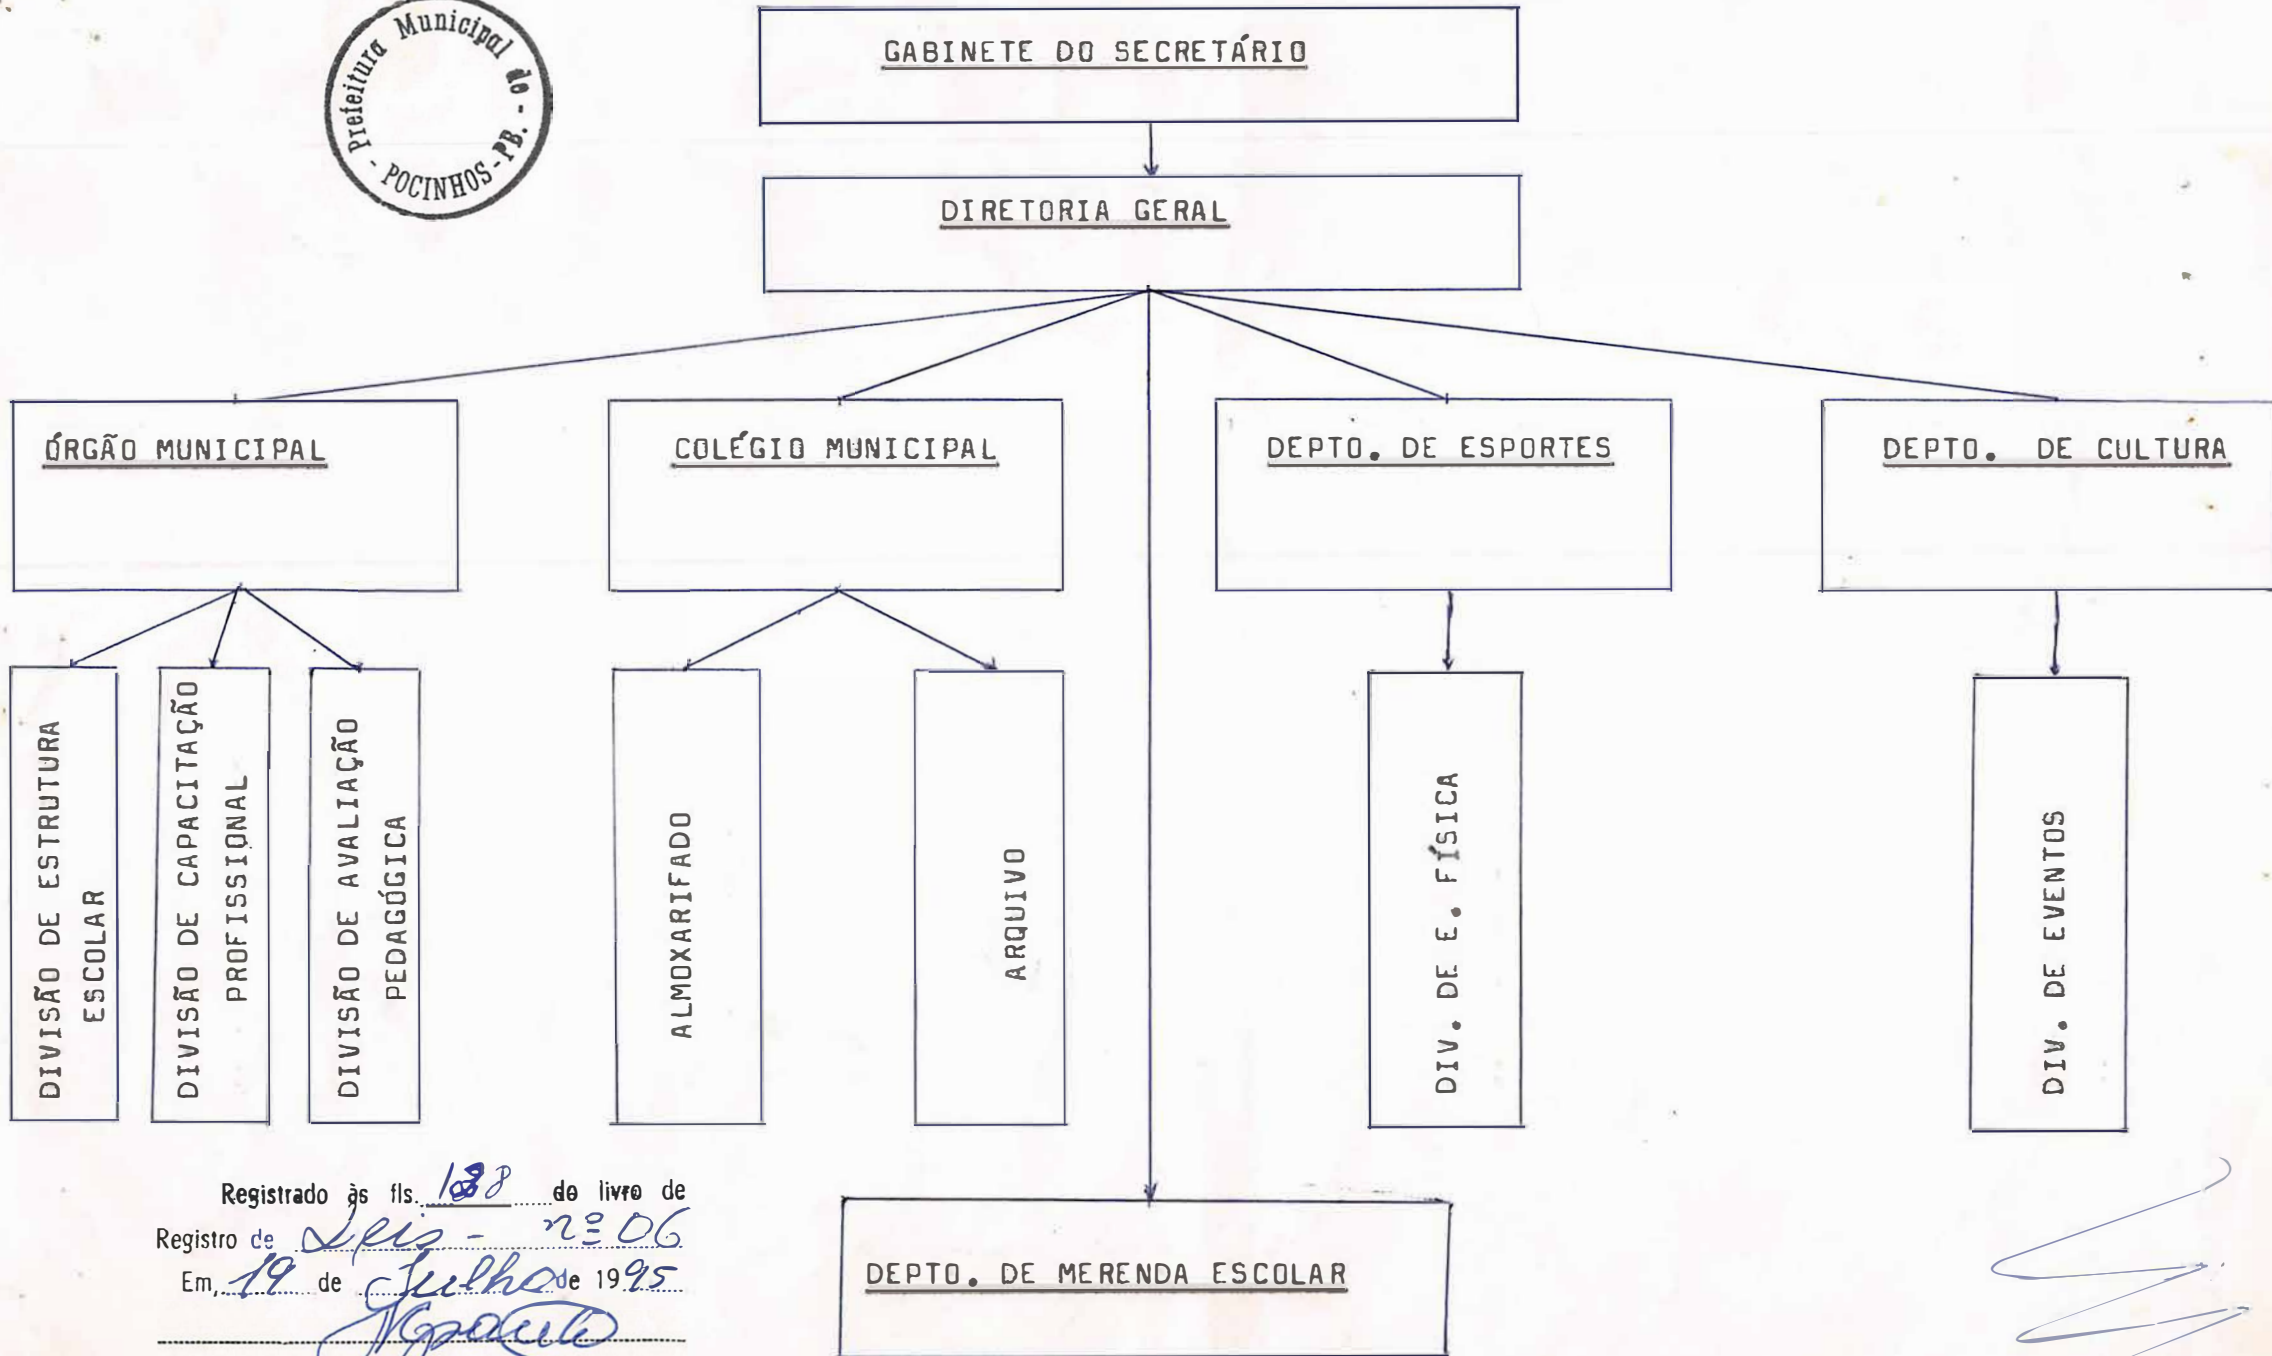 Prefeitura Municipal de -
- POCINHOS-PB. -
GABINETE DO SECRETÁRIO
DIRETORIA GERAL
ÓRGÃO MUNICIPAL
COLÉGIO MUNICIPAL
DEPTO. DE ESPORTES
DEPTO. DE CULTURA
DIVISÃO DE ESTRUTURA
ESCOLAR
DIVISÃO DE CAPACITAÇÃO
PROFISSIONAL
DIVISÃO DE AVALIAÇÃO
PEDAGÓGICA
ALMOXARIFADO
ARQUIVO
DIV. DE E. FÍSICA
DIV. DE EVENTOS
Registrado às fls. do livro de
Registro de Leis - nº 06
Em, 19 de Julho de 1995
DEPTO. DE MERENDA ESCOLAR